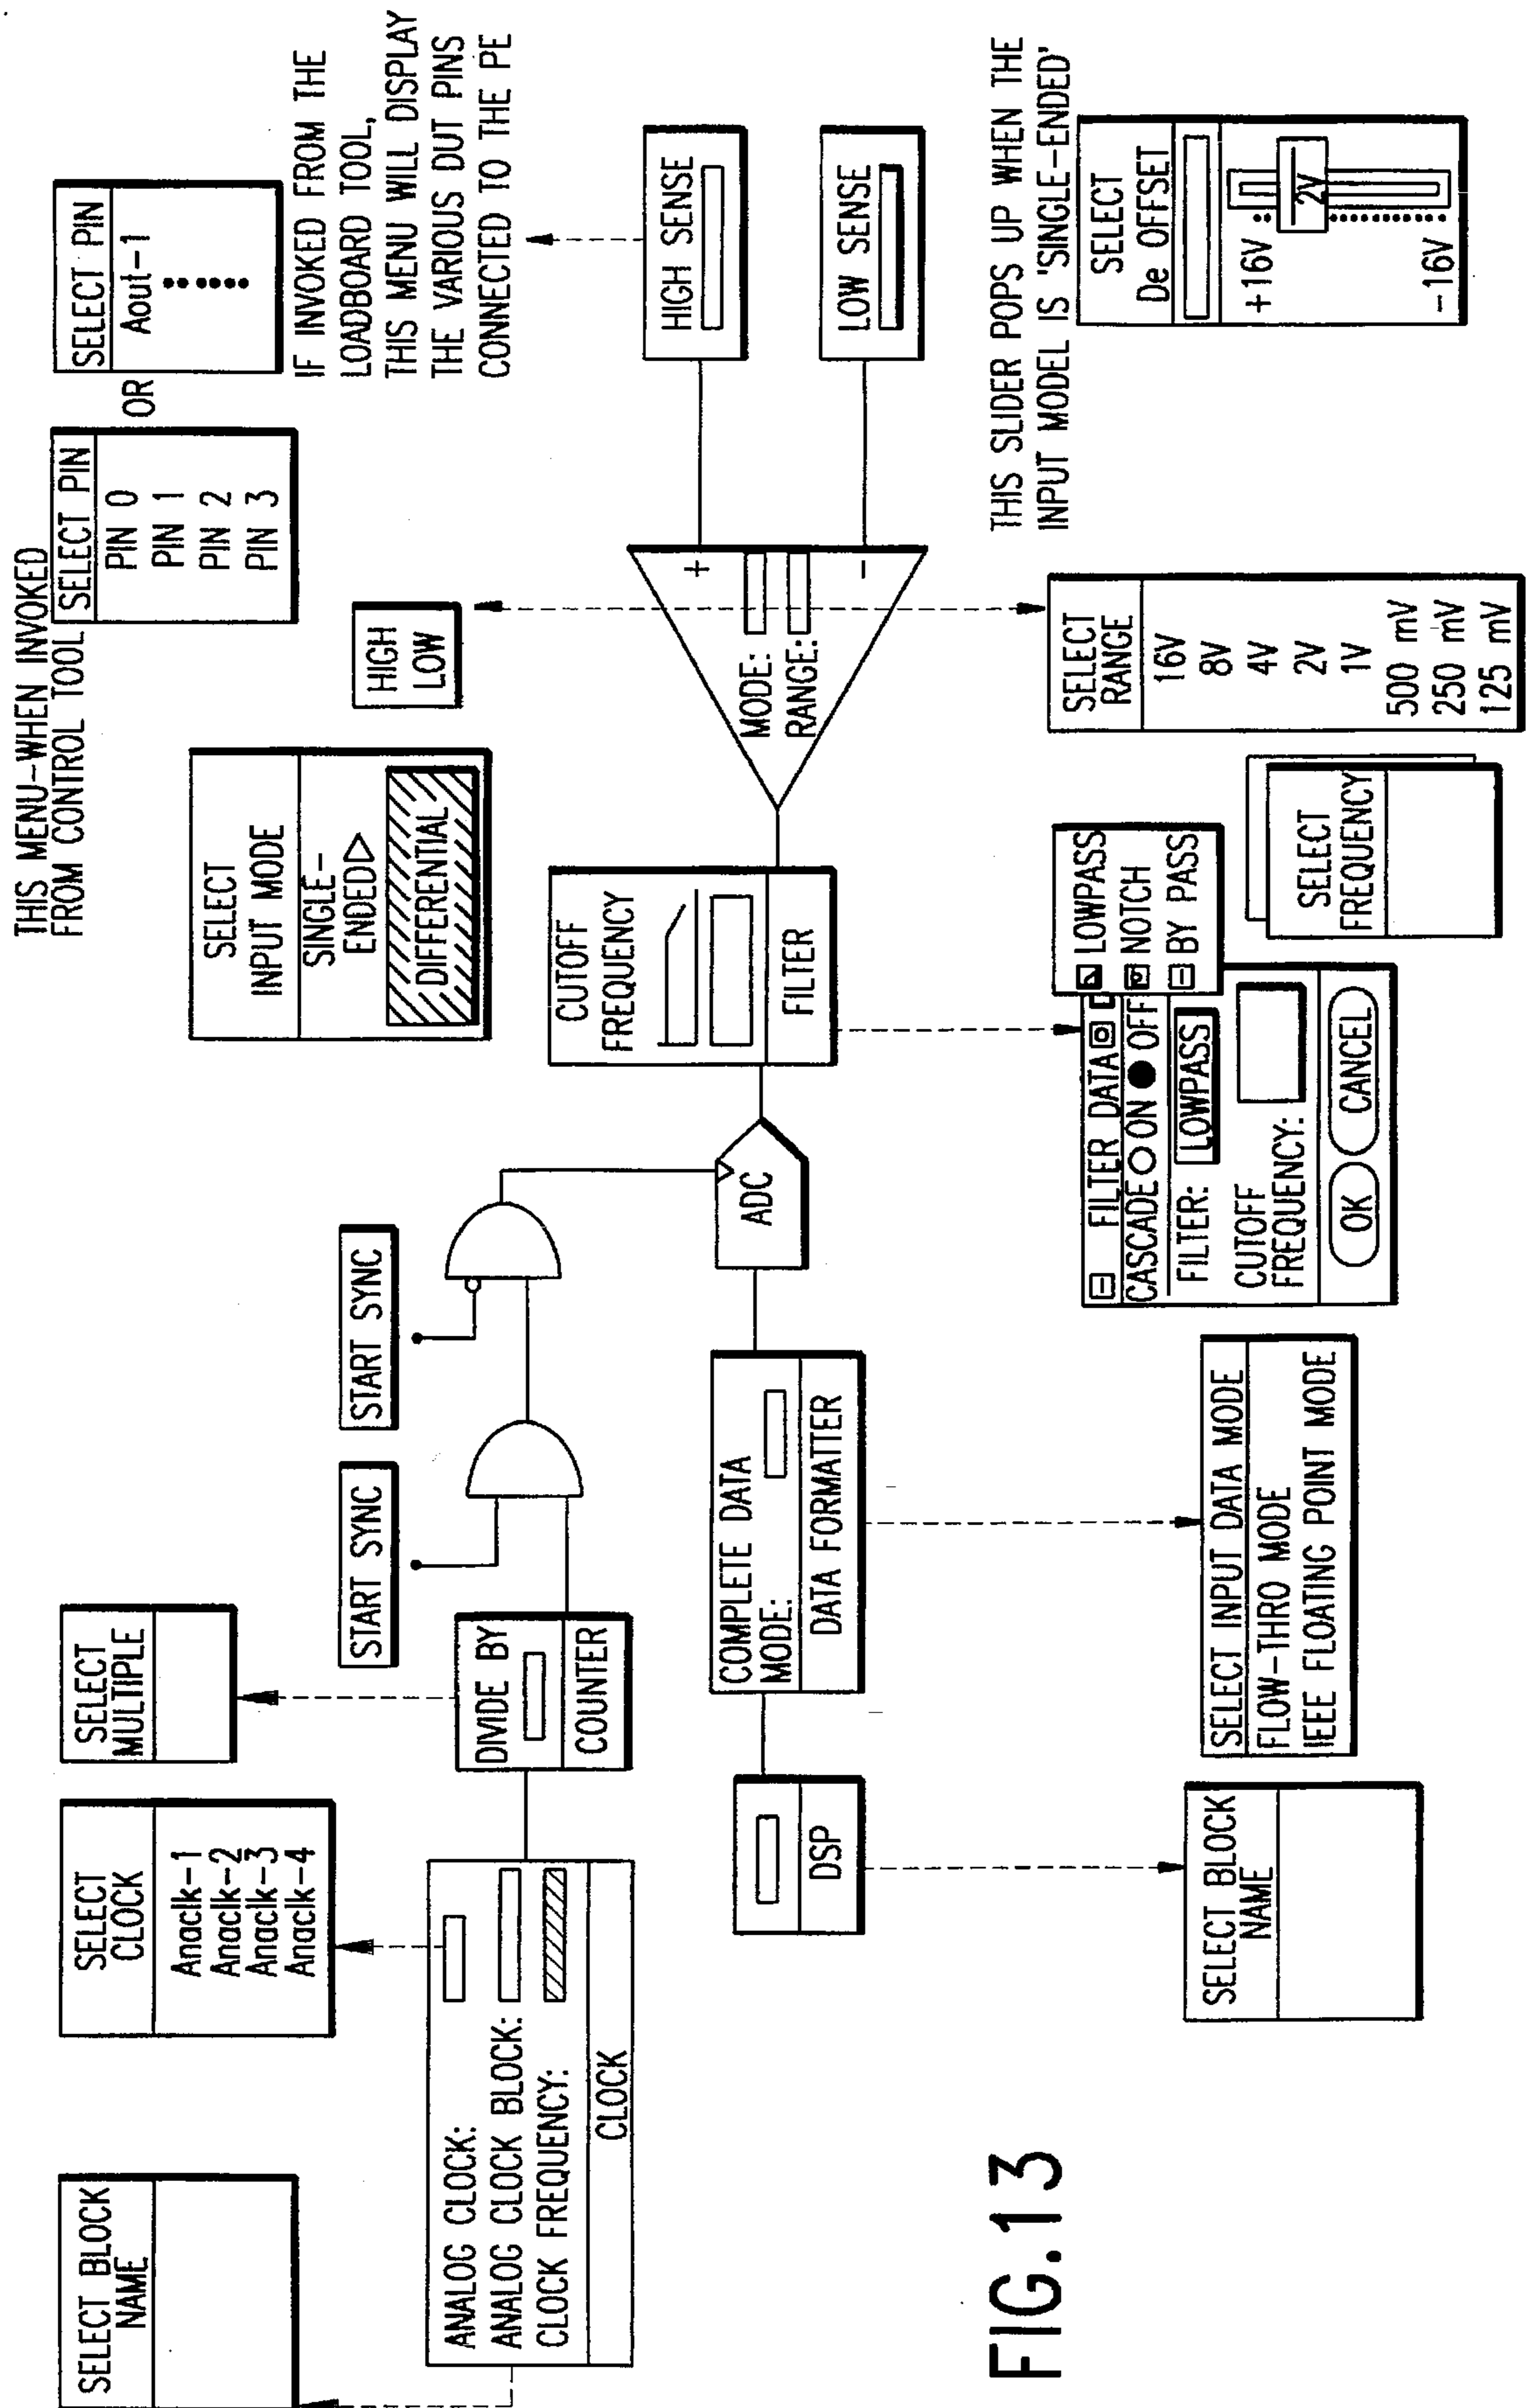 SELECT BLOCK
NAME
SELECT
CLOCK
Anaclk-1
Anaclk-2
Anaclk-3
Anaclk-4
SELECT
MULTIPLE
THIS MENU-WHEN INVOKED
FROM CONTROL TOOL
SELECT PIN
PIN 0
PIN 1
PIN 2
PIN 3
OR
SELECT PIN
Aout-1
IF INVOKED FROM THE
LOADBOARD TOOL,
THIS MENU WILL DISPLAY
THE VARIOUS DUT PINS
CONNECTED TO THE PE
SELECT
INPUT MODE
SINGLE-
ENDED
DIFFERENTIAL
HIGH
LOW
START SYNC
START SYNC
ANALOG CLOCK:
ANALOG CLOCK BLOCK:
CLOCK FREQUENCY:
CLOCK
DIVIDE BY
COUNTER
CUTOFF
FREQUENCY
FILTER
+
MODE:
RANGE:
-
HIGH SENSE
LOW SENSE
DSP
COMPLETE DATA
MODE:
DATA FORMATTER
ADC
SELECT BLOCK
NAME
SELECT INPUT DATA MODE
FLOW-THRO MODE
IEEE FLOATING POINT MODE
FILTER DATA
CASCADE ON OFF
FILTER: LOWPASS
CUTOFF
FREQUENCY:
OK CANCEL
LOWPASS
NOTCH
BY PASS
SELECT
FREQUENCY
SELECT
RANGE
16V
8V
4V
2V
1V
500 mV
250 mV
125 mV
THIS SLIDER POPS UP WHEN THE
INPUT MODEL IS 'SINGLE-ENDED'
SELECT
De OFFSET
+16V
2V
-16V
FIG.13